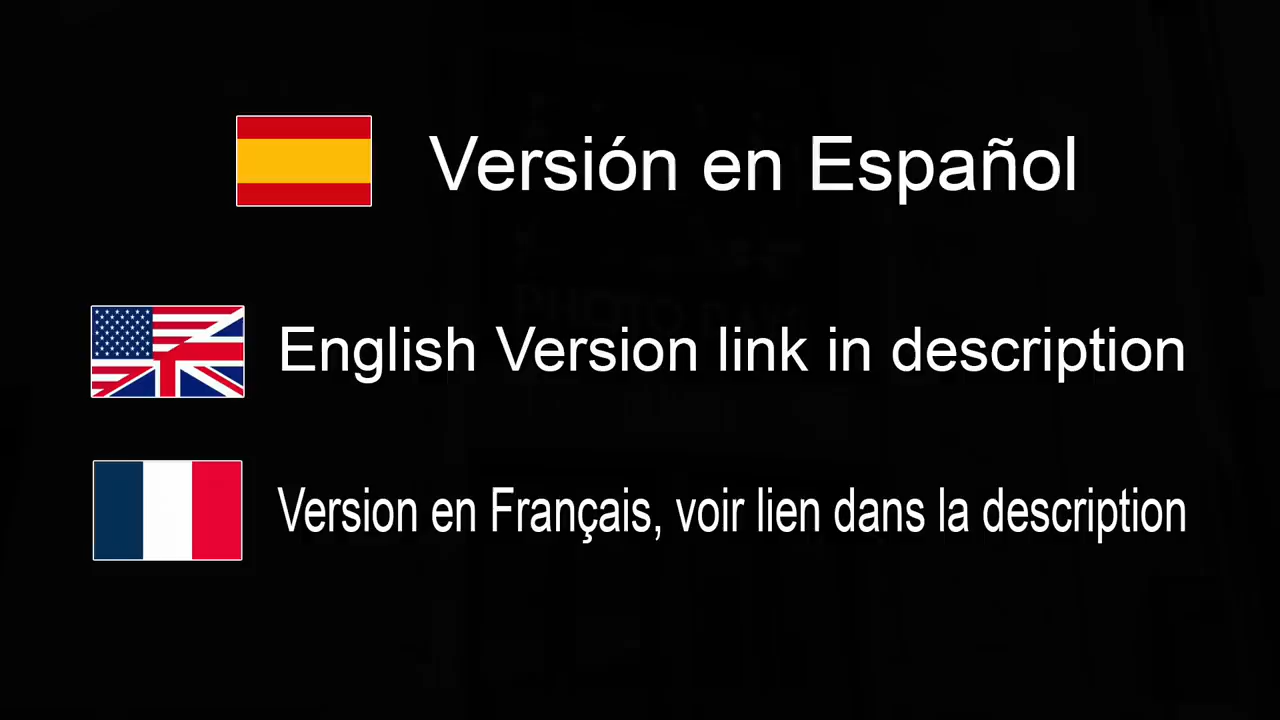 Versión en Español
English Version link in description
Version en Français, voir lien dans la description